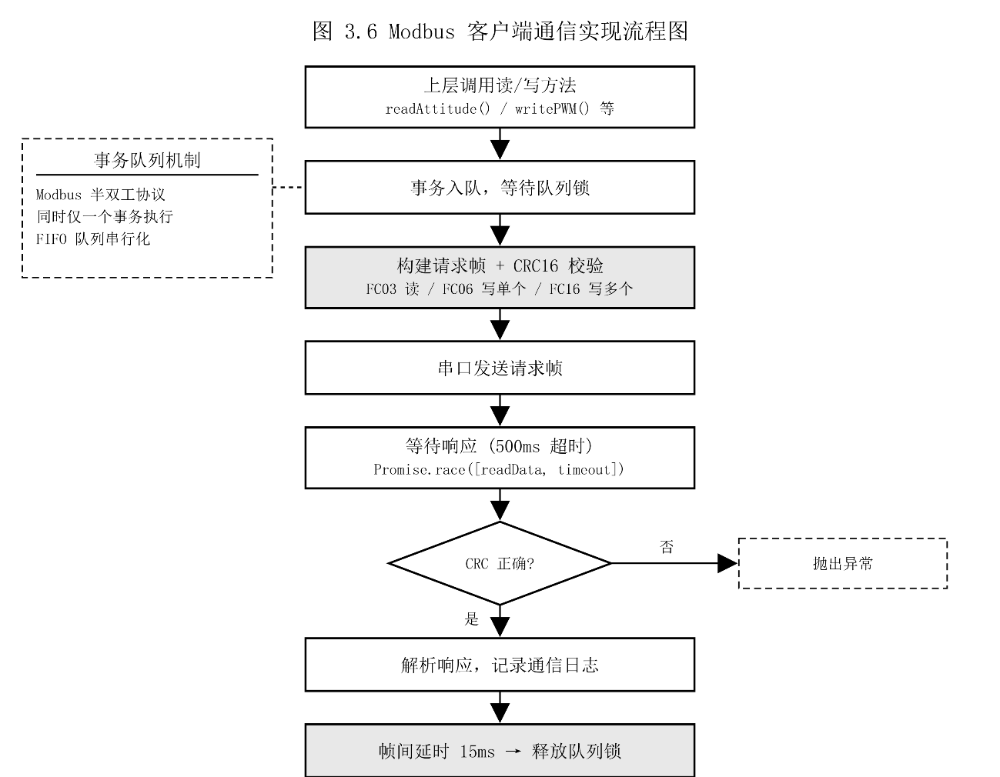 图 3.6 Modbus 客户端通信实现流程图
上层调用读/写方法
readAttitude() / writePWM() 等
事务队列机制
Modbus 半双工协议
同时仅一个事务执行
FIFO 队列串行化
事务入队，等待队列锁
构建请求帧 + CRC16 校验
FC03 读 / FC06 写单个 / FC16 写多个
串口发送请求帧
等待响应 (500ms 超时)
Promise.race([readData, timeout])
CRC 正确?
否
抛出异常
是
解析响应，记录通信日志
帧间延时 15ms → 释放队列锁